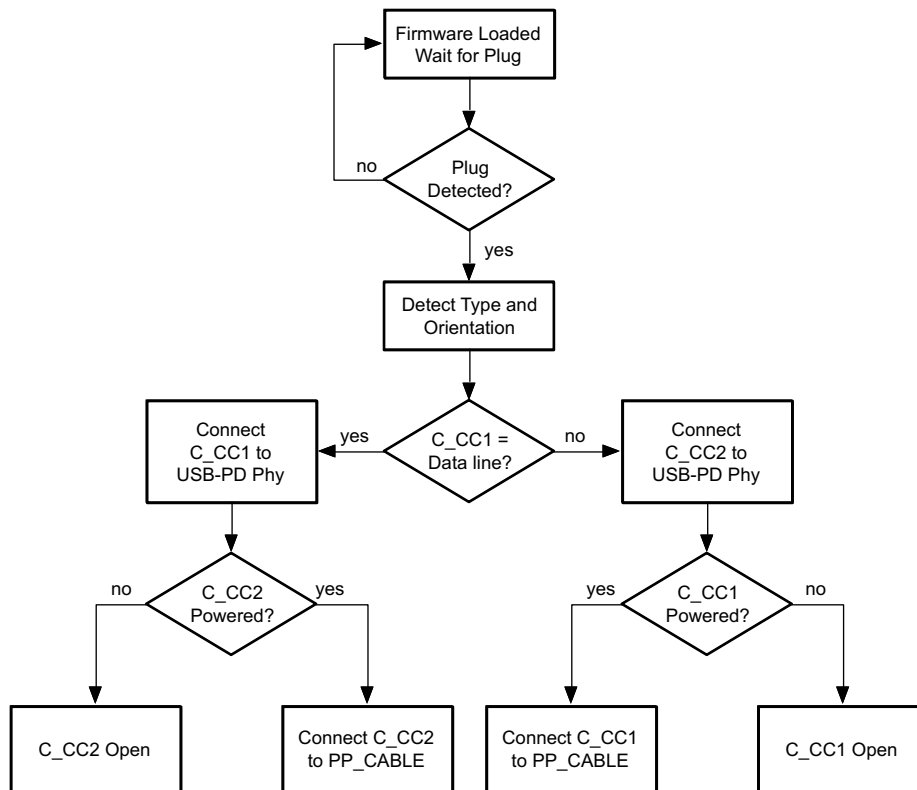 Firmware Loaded
Wait for Plug
no
Plug
Detected?
yes
Detect Type and
Orientation
Connect
C_CC1 to
USB-PD Phy
yes
C_CC1 =
Data line?
no
Connect
C_CC2 to
USB-PD Phy
no
C_CC2
Powered?
yes
yes
C_CC1
Powered?
no
C_CC2 Open
Connect C_CC2
to PP_CABLE
Connect C_CC1
to PP_CABLE
C_CC1 Open